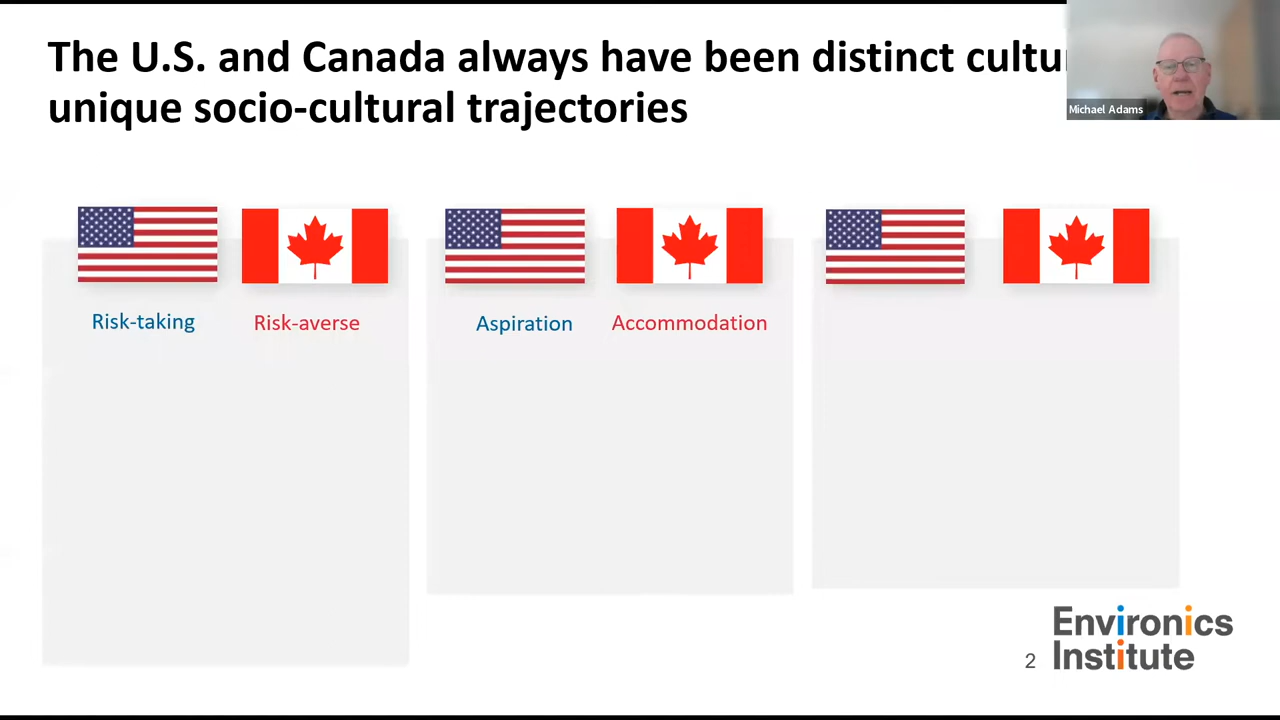 The U.S. and Canada always have been distinct
unique socio-cultural trajectories
Michael Adams
Risk-taking Risk-averse
Aspiration Accommodation
2
Environics
Institute